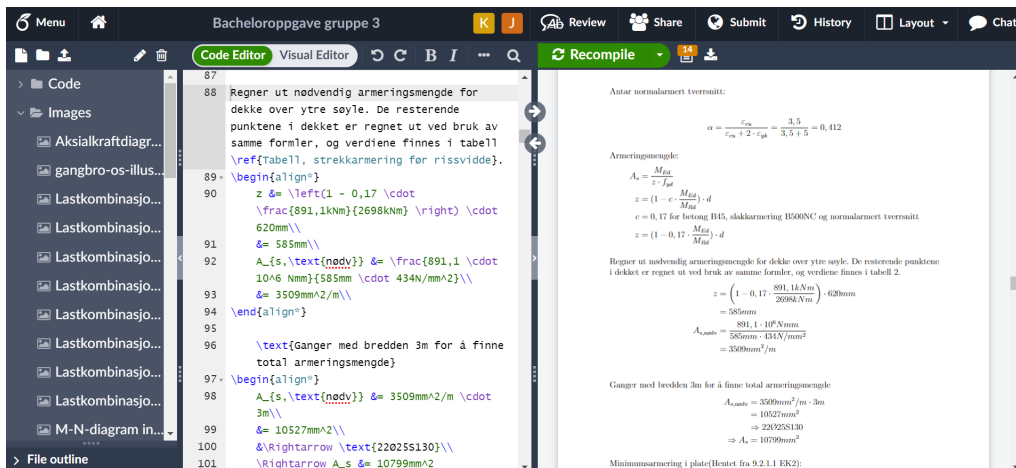 Menu
Bacheloroppgave gruppe 3
K J
Review
Share
Submit
History
Layout
Chat
Code Editor Visual Editor
B I
Recompile
14
Code
Images
Aksialkraftdiagr...
gangbro-os-illus...
Lastkombinasjo...
Lastkombinasjo...
Lastkombinasjo...
Lastkombinasjo...
Lastkombinasjo...
Lastkombinasjo...
Lastkombinasjo...
Lastkombinasjo...
M-N-diagram in...
File outline
87
88 Regner ut nødvendig armeringsmengde for
dekke over ytre søyle. De resterende
punktene i dekket er regnet ut ved bruk av
samme formler, og verdiene finnes i tabell
\ref{Tabell, strekkarmering før rissvidde}.
89 \begin{align*}
90 z &= \left(1 - 0,17 \cdot
\frac{891,1kNm}{2698kNm} \right) \cdot
620mm\\
91 &= 585mm\\
92 A_{s,\text{nødv}} &= \frac{891,1 \cdot
10^6 Nmm}{585mm \cdot 434N/mm^2}\\
93 &= 3509mm^2/m\\
94 \end{align*}
95
96 \text{Ganger med bredden 3m for å finne
total armeringsmengde}
97 \begin{align*}
98 A_{s,\text{nødv}} &= 3509mm^2/m \cdot
3m\\
99 &= 10527mm^2\\
100 &\Rightarrow \text{22Ø25S130}\\
101 \Rightarrow A_s &= 10799mm^2
Antar normalarmert tverrsnitt:
α = ε_cu / (ε_cu + 2 · ε_yk) = 3,5 / (3,5 + 5) = 0,412
Armeringsmengde:
A_s = M_Ed / (z · f_yd)
z = (1 − c · M_Ed / M_Rd) · d
c = 0,17 for betong B45, slakkarmering B500NC og normalarmert tverrsnitt
z = (1 − 0,17 · M_Ed / M_Rd) · d
Regner ut nødvendig armeringsmengde for dekke over ytre søyle. De resterende punktene
i dekket er regnet ut ved bruk av samme formler, og verdiene finnes i tabell 2.
z = (1 − 0,17 · 891,1kNm / 2698kNm) · 620mm
= 585mm
A_s,nødv = 891,1 · 10^6 Nmm / (585mm · 434N/mm²)
= 3509mm²/m
Ganger med bredden 3m for å finne total armeringsmengde
A_s,nødv = 3509mm²/m · 3m
= 10527mm²
⇒ 22Ø25S130
⇒ A_s = 10799mm²
Minimumsarmering i plate(Hentet fra 9.2.1.1 EK2):